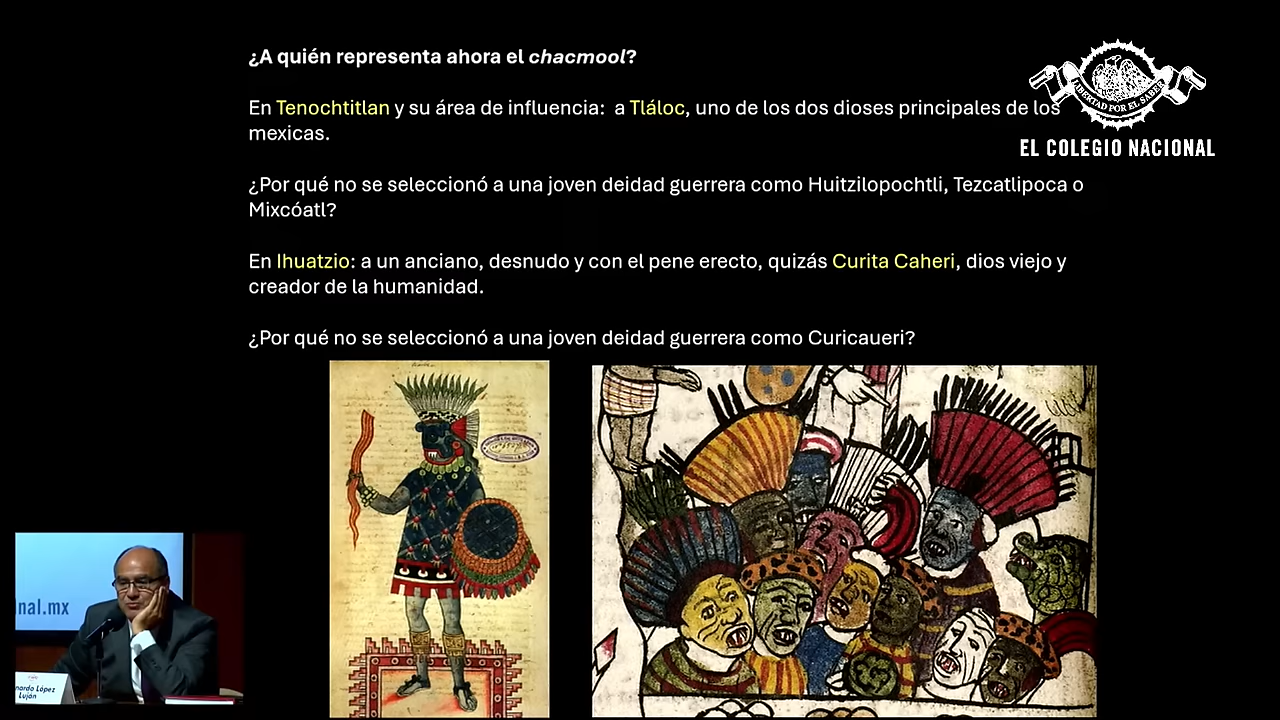 ¿A quién representa ahora el chacmool?
En Tenochtitlan y su área de influencia: a Tláloc, uno de los dos dioses principales de los
mexicas.
¿Por qué no se seleccionó a una joven deidad guerrera como Huitzilopochtli, Tezcatlipoca o
Mixcóatl?
En Ihuatzio: a un anciano, desnudo y con el pene erecto, quizás Curita Caheri, dios viejo y
creador de la humanidad.
¿Por qué no se seleccionó a una joven deidad guerrera como Curicaueri?
LIBERTAD POR EL SABER
EL COLEGIO NACIONAL
nal.mx
nardo López
Luján